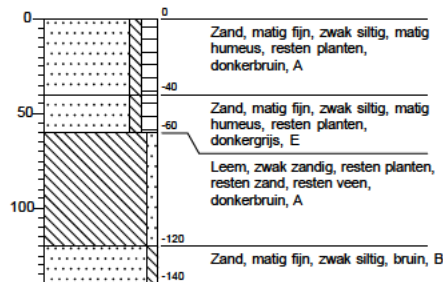 0
0
Zand, matig fijn, zwak siltig, matig
humeus, resten planten,
donkerbruin, A
-40
Zand, matig fijn, zwak siltig, matig
humeus, resten planten,
donkergrijs, E
50
-60
Leem, zwak zandig, resten planten,
resten zand, resten veen,
donkerbruin, A
100
-120
Zand, matig fijn, zwak siltig, bruin, B
-140